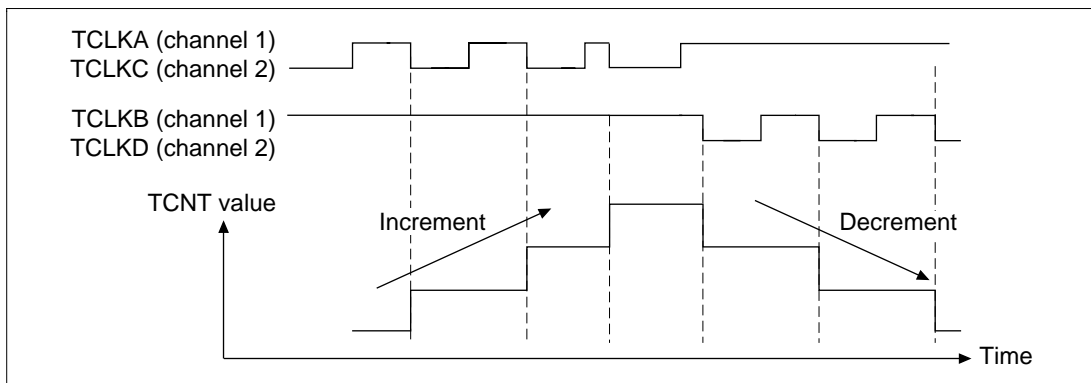 TCLKA (channel 1)
TCLKC (channel 2)
TCLKB (channel 1)
TCLKD (channel 2)
TCNT value
Increment
Decrement
Time